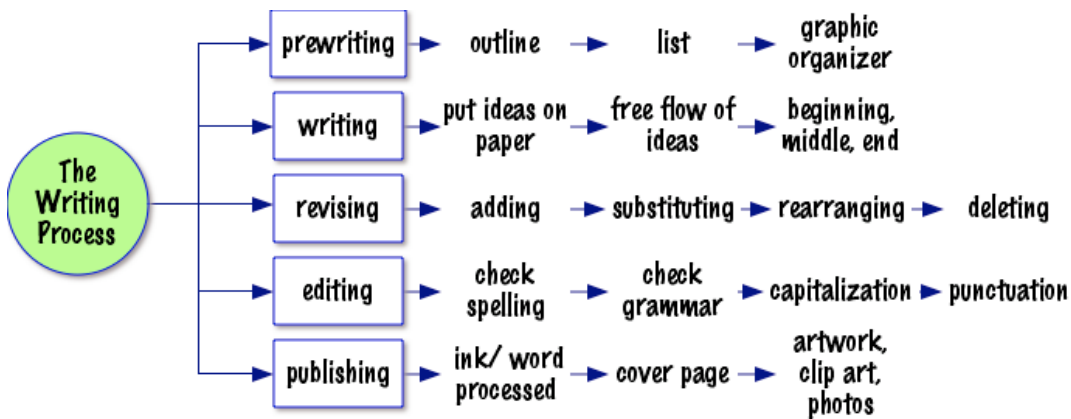 The
Writing
Process
prewriting
outline
list
graphic
organizer
writing
put ideas on
paper
free flow of
ideas
beginning,
middle, end
revising
adding
substituting
rearranging
deleting
editing
check
spelling
check
grammar
capitalization
punctuation
publishing
ink/ word
processed
cover page
artwork,
clip art,
photos